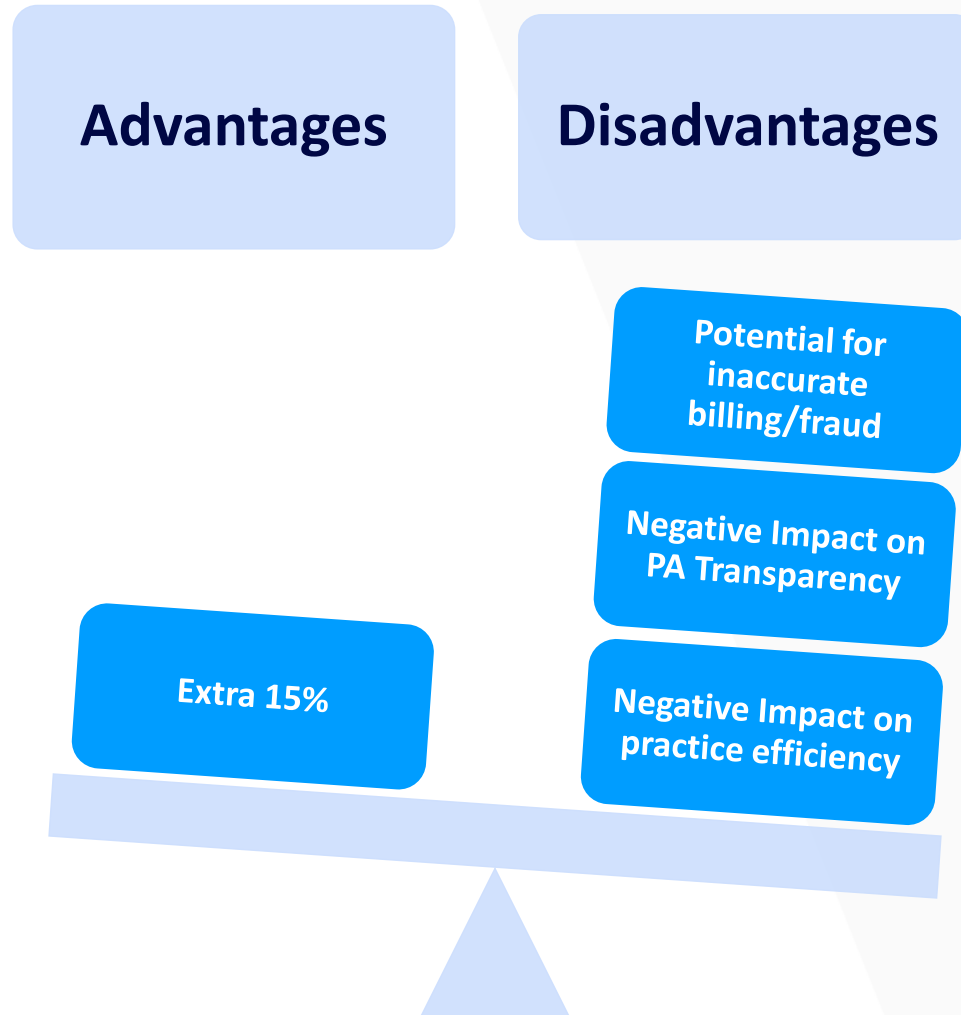 Advantages
Disadvantages
Potential for
inaccurate
billing/fraud
Negative Impact on
PA Transparency
Extra 15%
Negative Impact on
practice efficiency